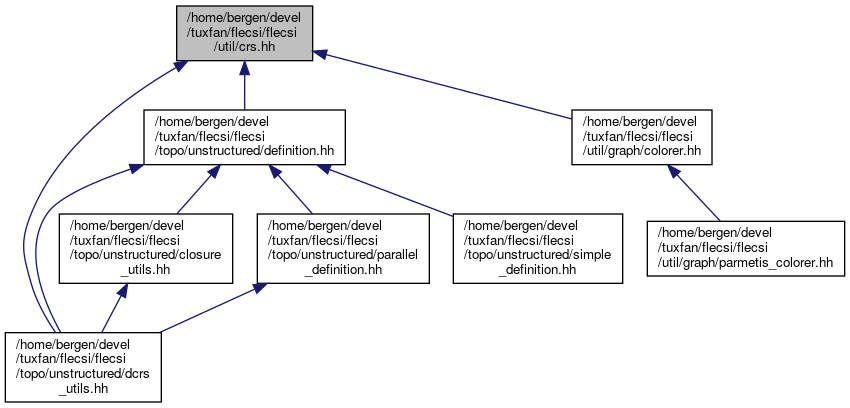 /home/bergen/devel
/tuxfan/flecsi/flecsi
/util/crs.hh
/home/bergen/devel
/tuxfan/flecsi/flecsi
/topo/unstructured/definition.hh
/home/bergen/devel
/tuxfan/flecsi/flecsi
/util/graph/colorer.hh
/home/bergen/devel
/tuxfan/flecsi/flecsi
/topo/unstructured/closure
_utils.hh
/home/bergen/devel
/tuxfan/flecsi/flecsi
/topo/unstructured/parallel
_definition.hh
/home/bergen/devel
/tuxfan/flecsi/flecsi
/topo/unstructured/simple
_definition.hh
/home/bergen/devel
/tuxfan/flecsi/flecsi
/util/graph/parmetis_colorer.hh
/home/bergen/devel
/tuxfan/flecsi/flecsi
/topo/unstructured/dcrs
_utils.hh